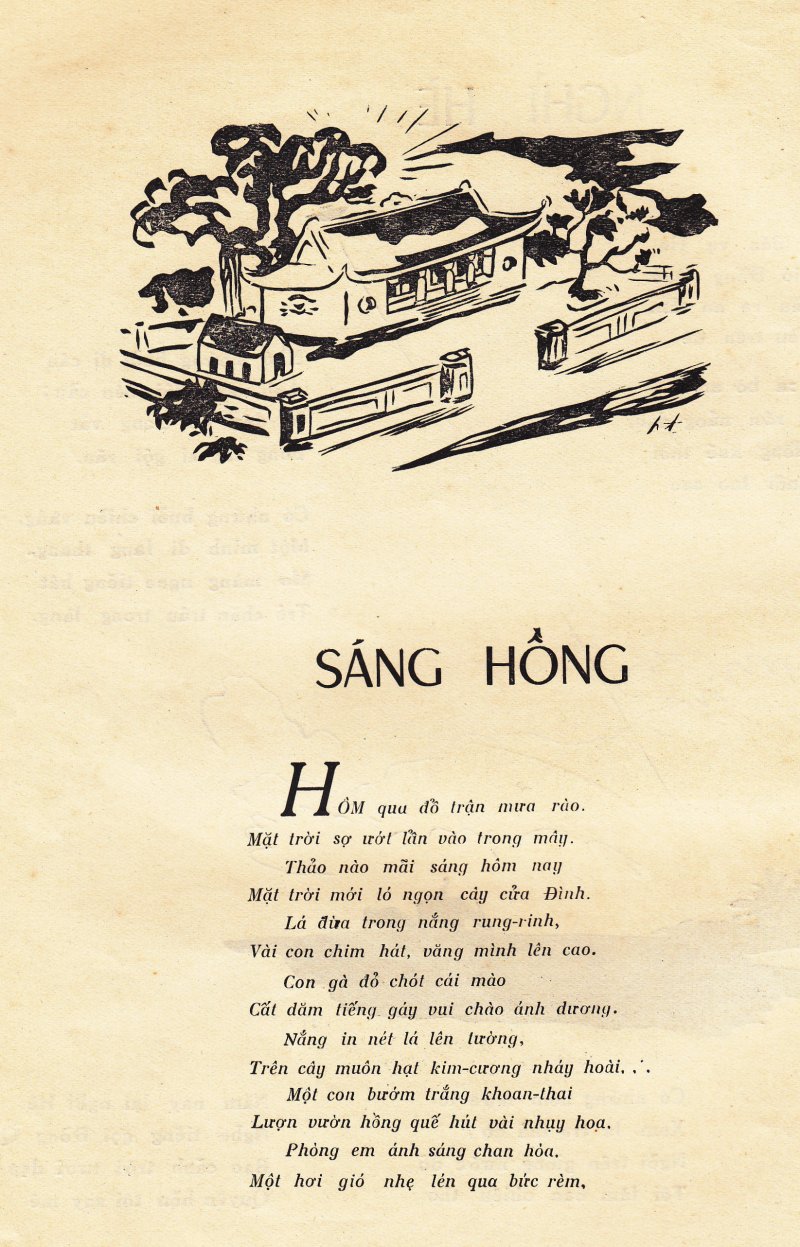 SÁNG HỒNG
HÔM qua đổ trận mưa rào.
Mặt trời sợ ướt lẩn vào trong mây.
Thảo nào mãi sáng hôm nay
Mặt trời mới ló ngọn cây cửa Đình.
Lá đừa trong nắng rung-rinh,
Vài con chim hát, văng mình lên cao.
Con gà đỏ chót cái mào
Cất dăm tiếng gáy vui chào ánh dương.
Nắng in nét lá lên tường,
Trên cây muôn hạt kim-cương nháy hoài. . .
Một con bướm trắng khoan-thai
Lượn vườn hồng quế hút vài nhụy hoa.
Phòng em ánh sáng chan hòa.
Một hơi gió nhẹ lén qua bức rèm,